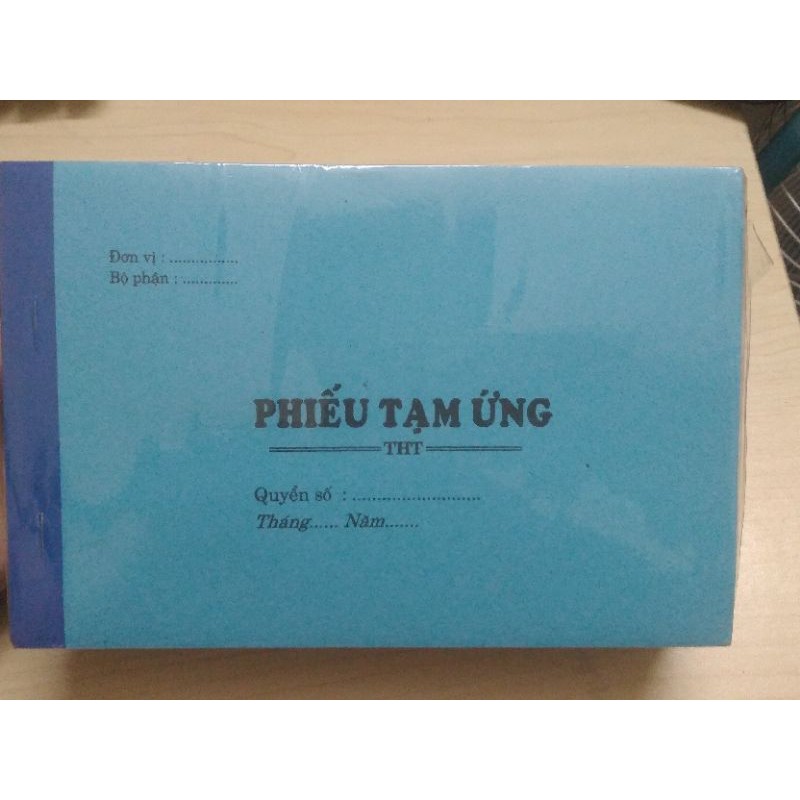 Đơn vị : ................
Bộ phận : .............
PHIẾU TẠM ỨNG
THT
Quyển số : ..........................
Tháng...... Năm.......